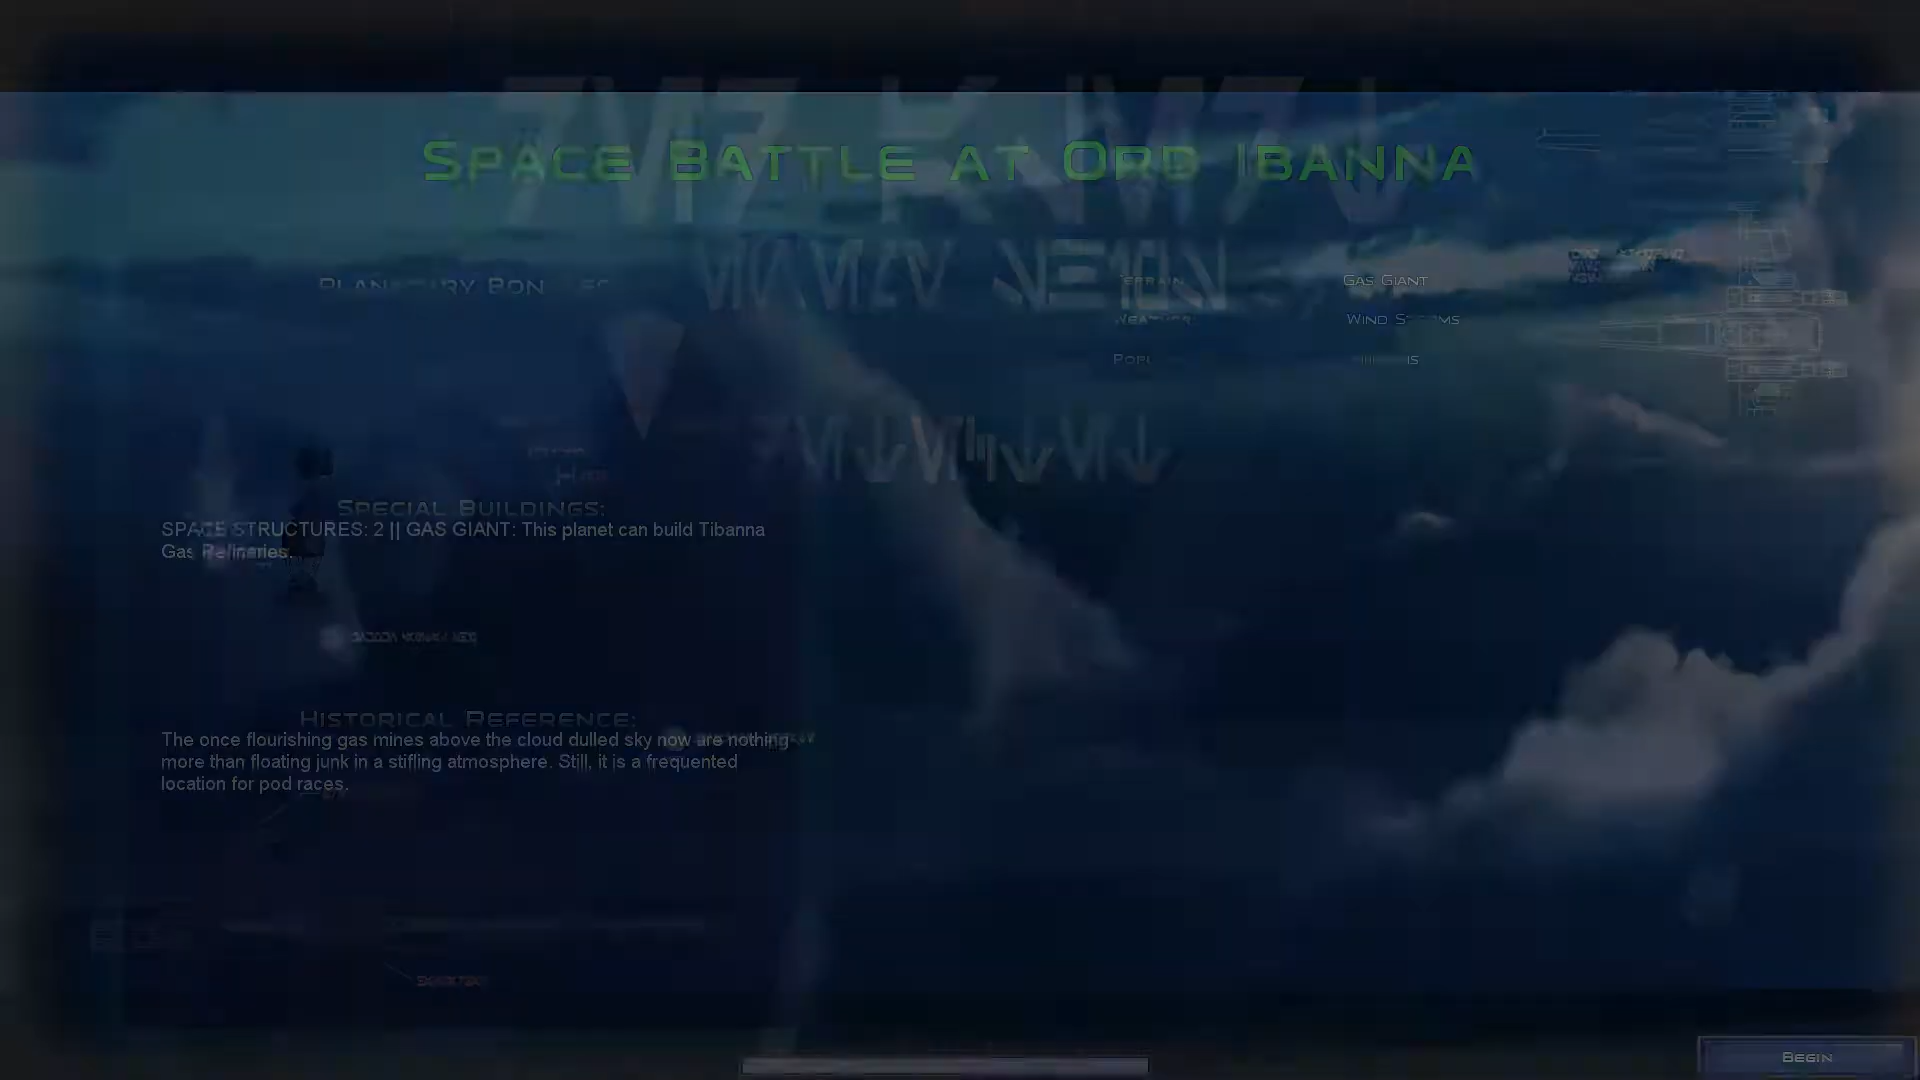 SPACE BATTLE AT ORD IBANNA
TERRAIN
GAS GIANT
WEATHER
WIND STORMS
SPECIAL BUILDINGS:
SPACE STRUCTURES: 2 || GAS GIANT: This planet can build Tibanna
Gas Refineries.
HISTORICAL REFERENCE:
The once flourishing gas mines above the cloud dulled sky now are nothing
more than floating junk in a stifling atmosphere. Still, it is a frequented
location for pod races.
BEGIN